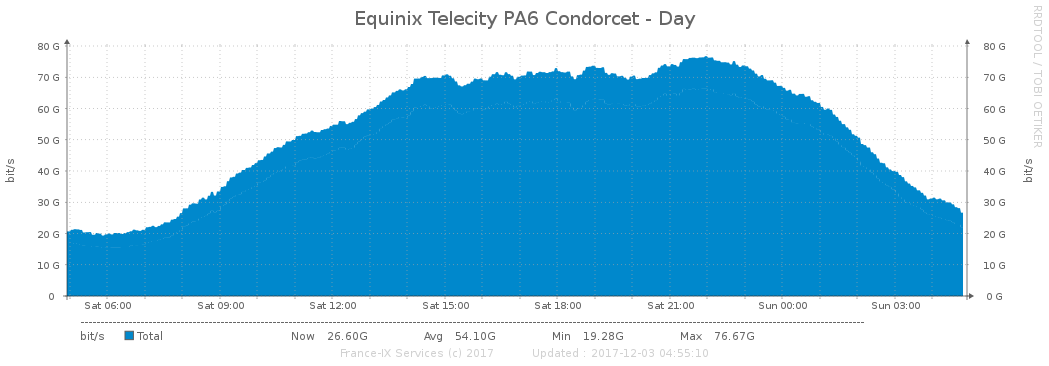 Equinix Telecity PA6 Condorcet - Day
RRDTOOL / TOBI OETIKER
80 G 80 G
70 G 70 G
60 G 60 G
50 G 50 G
40 G 40 G
30 G 30 G
20 G 20 G
10 G 10 G
0 0 G
bit/s bit/s
Sat 06:00 Sat 09:00 Sat 12:00 Sat 15:00 Sat 18:00 Sat 21:00 Sun 00:00 Sun 03:00
bit/s Total Now 26.60G Avg 54.10G Min 19.28G Max 76.67G
France-IX Services (c) 2017 Updated : 2017-12-03 04:55:10